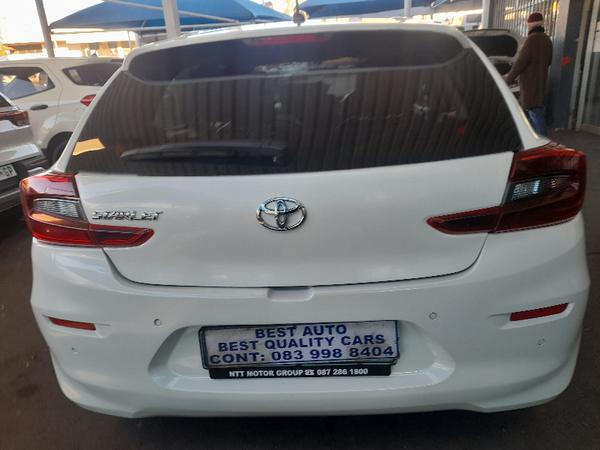 STARLET
BEST AUTO
BEST QUALITY CARS
CONT: 083 998 8404
NTT MOTOR GROUP ☎ 087 286 1800